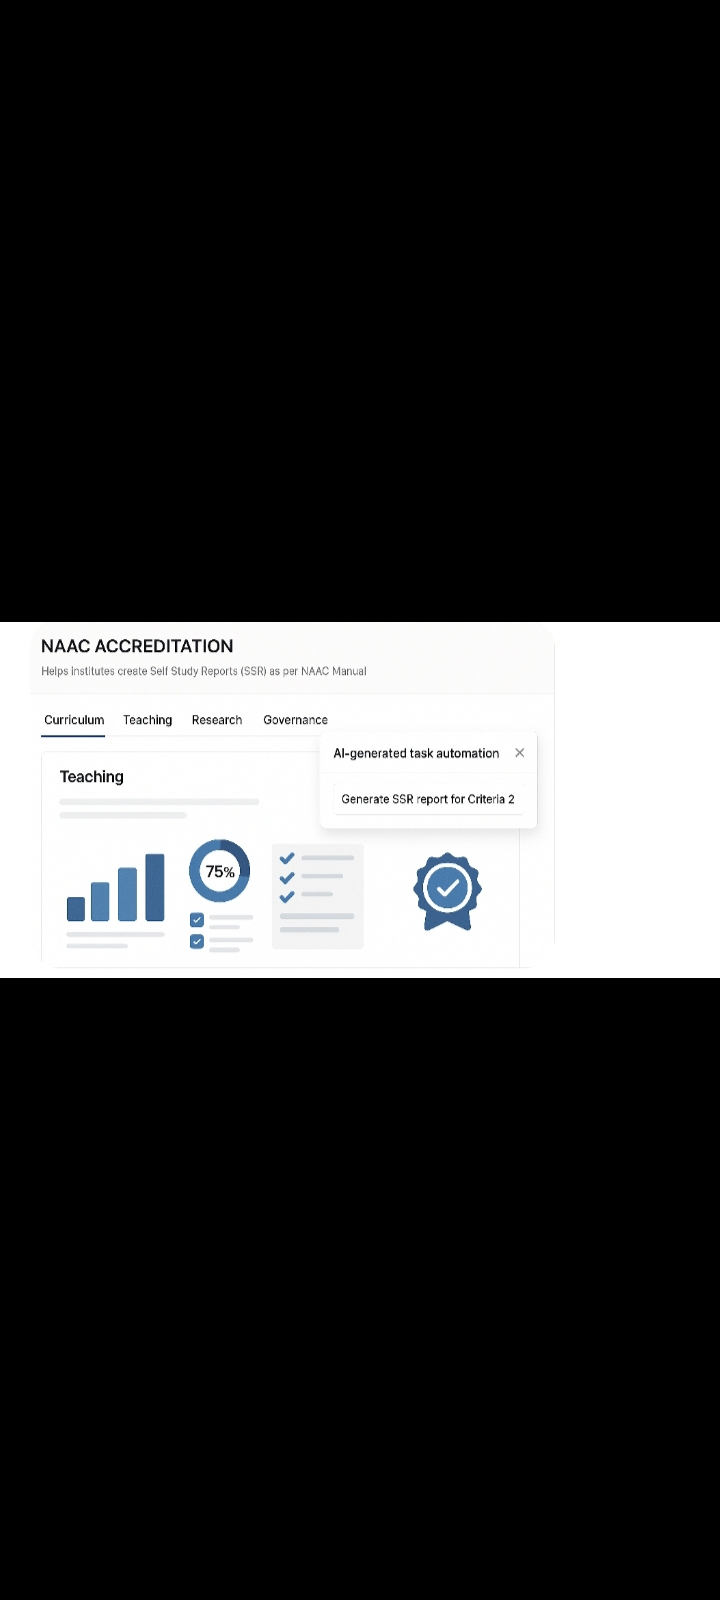 NAAC ACCREDITATION
Helps institutes create Self Study Reports (SSR) as per NAAC Manual
Curriculum Teaching Research Governance
AI-generated task automation
Generate SSR report for Criteria 2
Teaching
75%